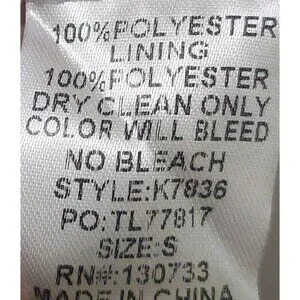 100%POLYESTER
LINING
100%POLYESTER
DRY CLEAN ONLY
COLOR WILL BLEED
NO BLEACH
STYLE:K7836
PO:TL77817
SIZE:S
RN#:130733
MADE IN CHINA